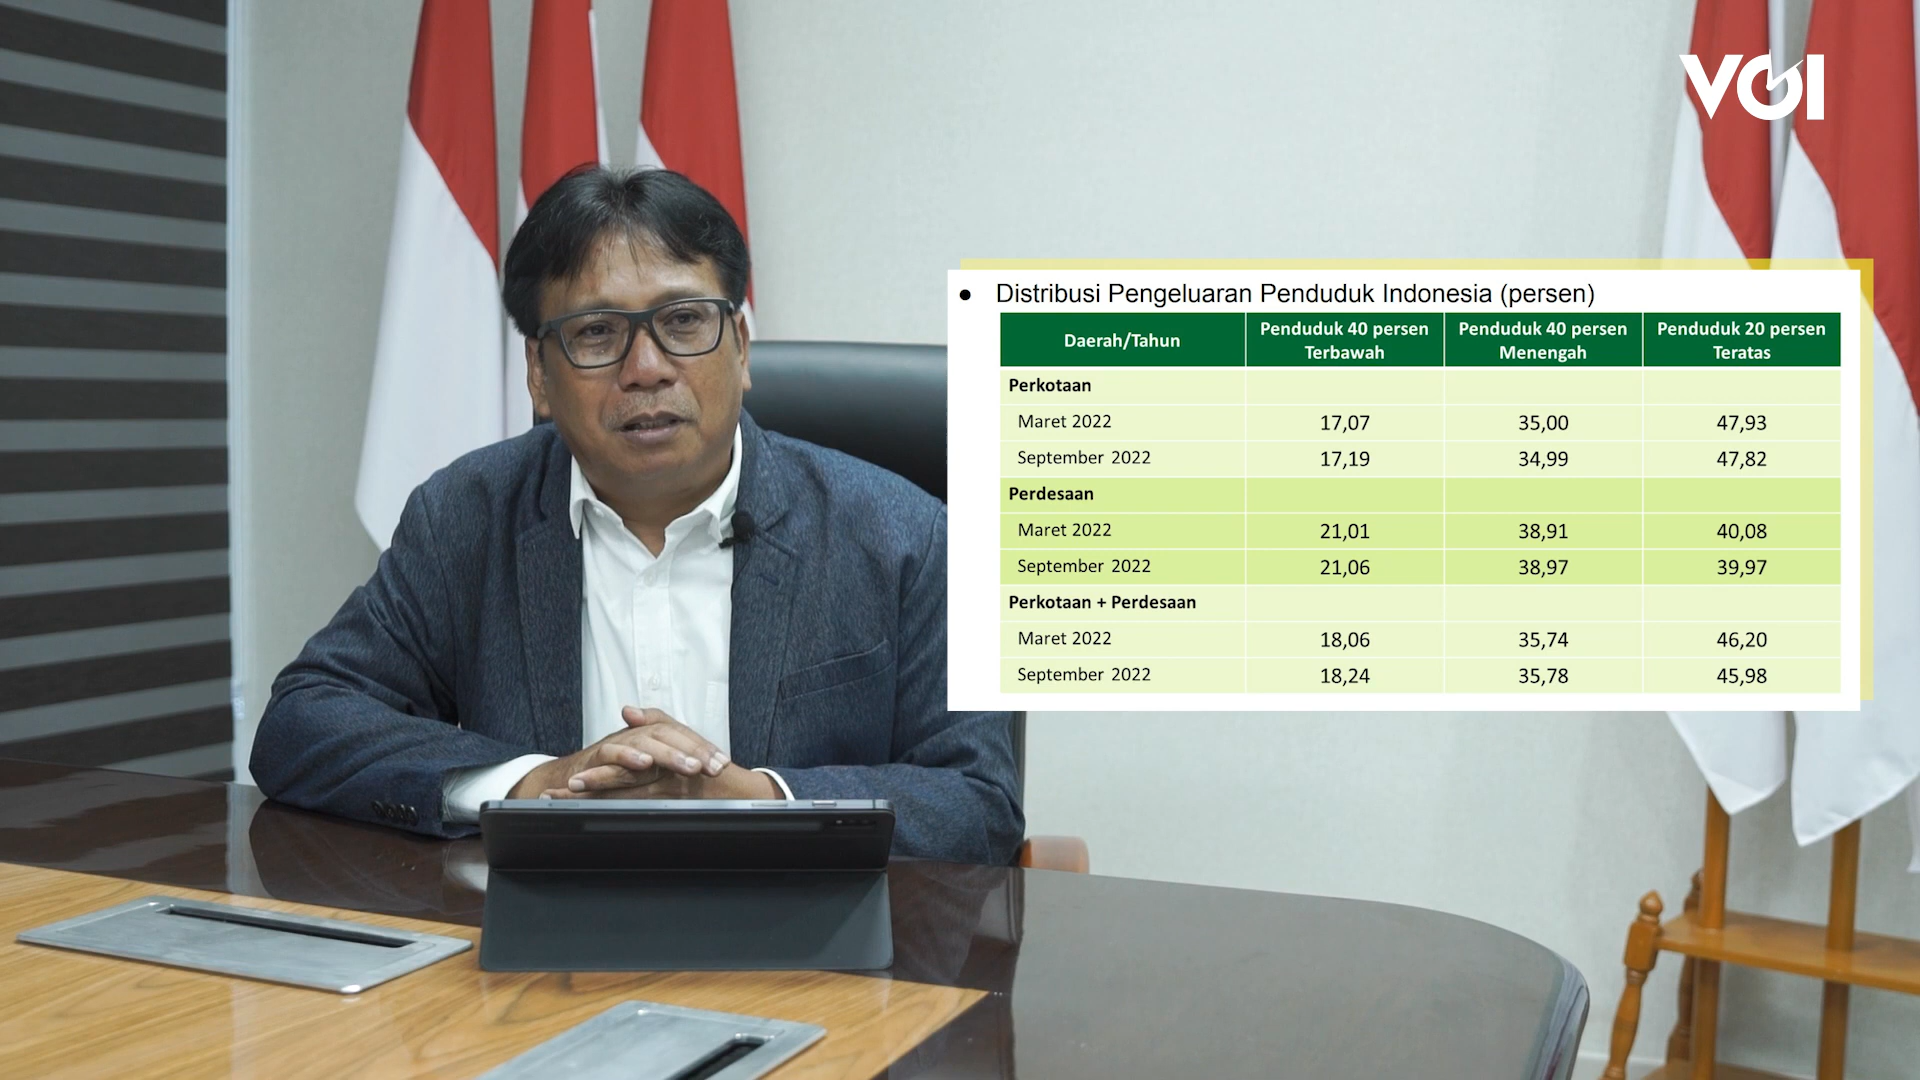 VOI
● Distribusi Pengeluaran Penduduk Indonesia (persen)
Daerah/Tahun Penduduk 40 persen Terbawah Penduduk 40 persen Menengah Penduduk 20 persen Teratas
Perkotaan
Maret 2022 17,07 35,00 47,93
September 2022 17,19 34,99 47,82
Perdesaan
Maret 2022 21,01 38,91 40,08
September 2022 21,06 38,97 39,97
Perkotaan + Perdesaan
Maret 2022 18,06 35,74 46,20
September 2022 18,24 35,78 45,98